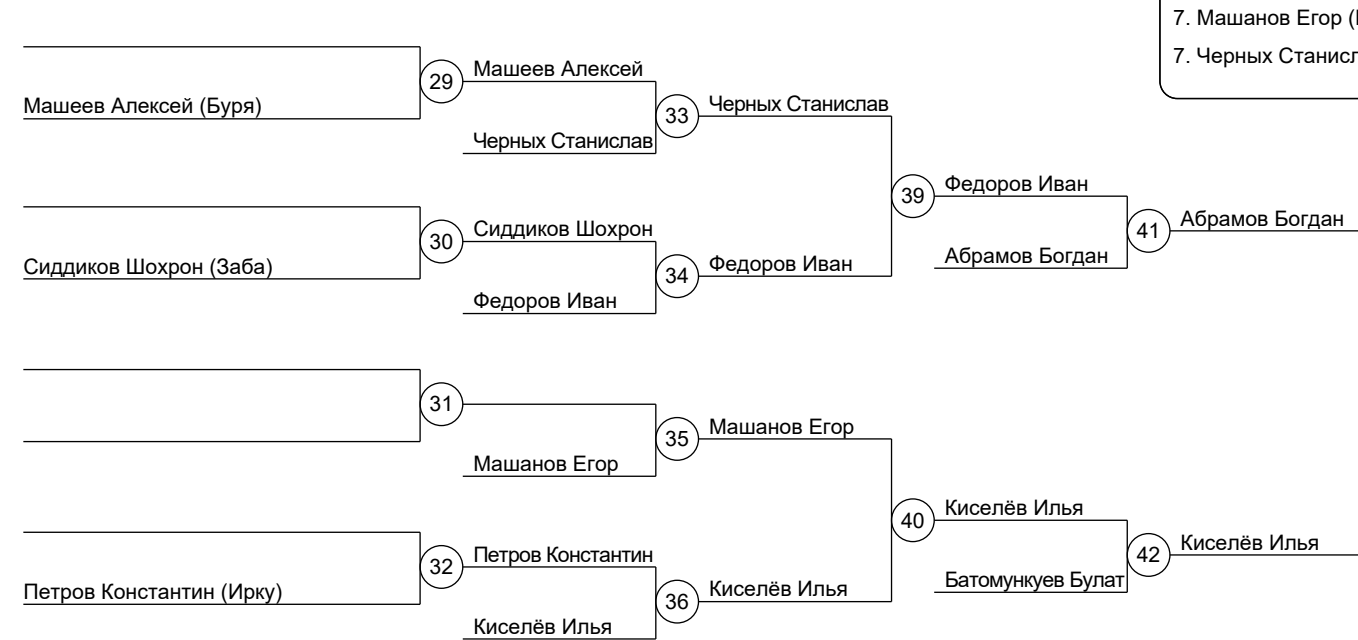 7. Машанов Егор (
7. Черных Станисл
29
Машеев Алексей
Машеев Алексей (Буря)
33
Черных Станислав
Черных Станислав
39
Федоров Иван
30
Сиддиков Шохрон
Сиддиков Шохрон (Заба)
34
Федоров Иван
Федоров Иван
Абрамов Богдан
41
Абрамов Богдан
31
35
Машанов Егор
Машанов Егор
40
Киселёв Илья
32
Петров Константин
Петров Константин (Ирку)
36
Киселёв Илья
Киселёв Илья
Батомункуев Булат
42
Киселёв Илья